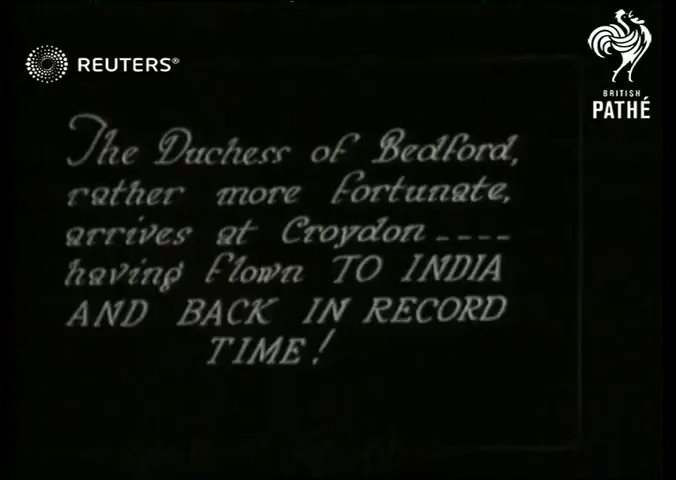 REUTERS®
BRITISH
PATHÉ
The Duchess of Bedford,
rather more fortunate,
arrives at Croydon ----
having flown TO INDIA
AND BACK IN RECORD
TIME!